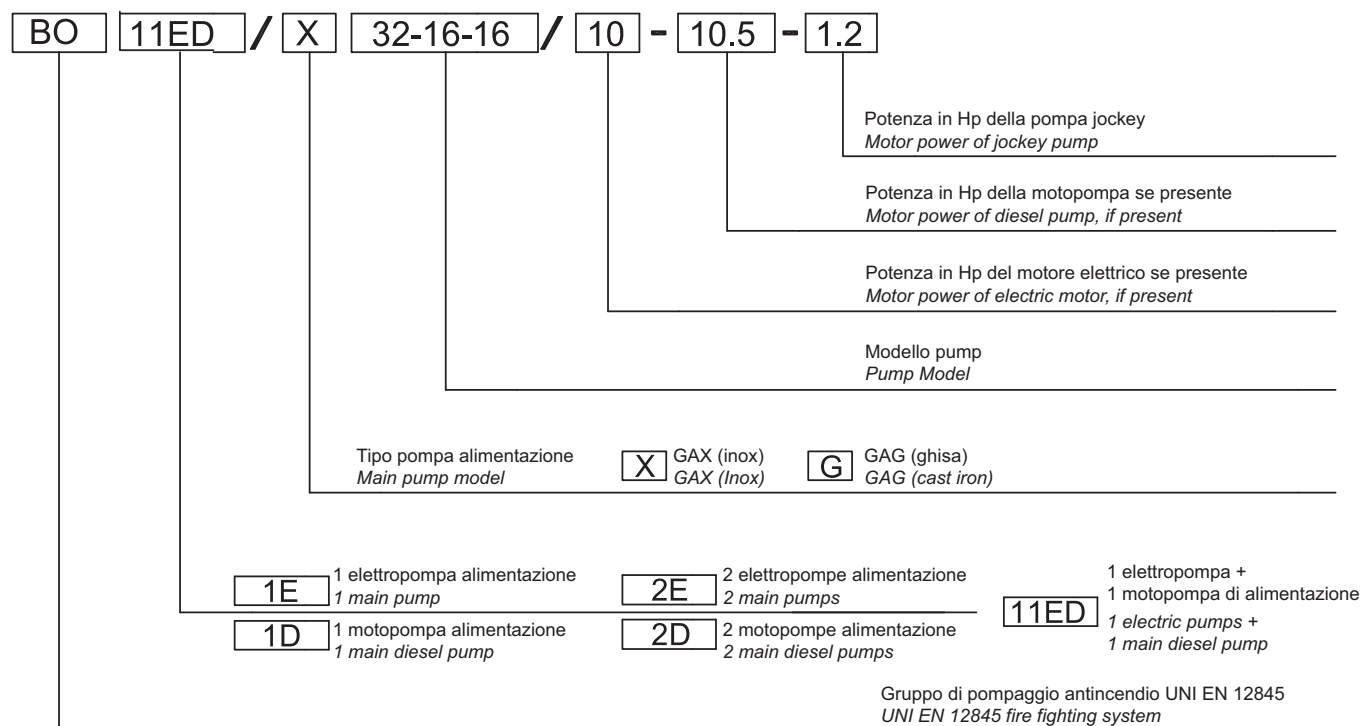 BO 11ED / X 32-16-16 / 10 - 10.5 - 1.2
Potenza in Hp della pompa jockey
Motor power of jockey pump
Potenza in Hp della motopompa se presente
Motor power of diesel pump, if present
Potenza in Hp del motore elettrico se presente
Motor power of electric motor, if present
Modello pump
Pump Model
Tipo pompa alimentazione
Main pump model
X GAX (inox)
GAX (Inox)
G GAG (ghisa)
GAG (cast iron)
1E 1 elettropompa alimentazione
1 main pump
2E 2 elettropompe alimentazione
2 main pumps
1D 1 motopompa alimentazione
1 main diesel pump
2D 2 motopompe alimentazione
2 main diesel pumps
11ED
1 elettropompa +
1 motopompa di alimentazione
1 electric pumps +
1 main diesel pump
Gruppo di pompaggio antincendio UNI EN 12845
UNI EN 12845 fire fighting system